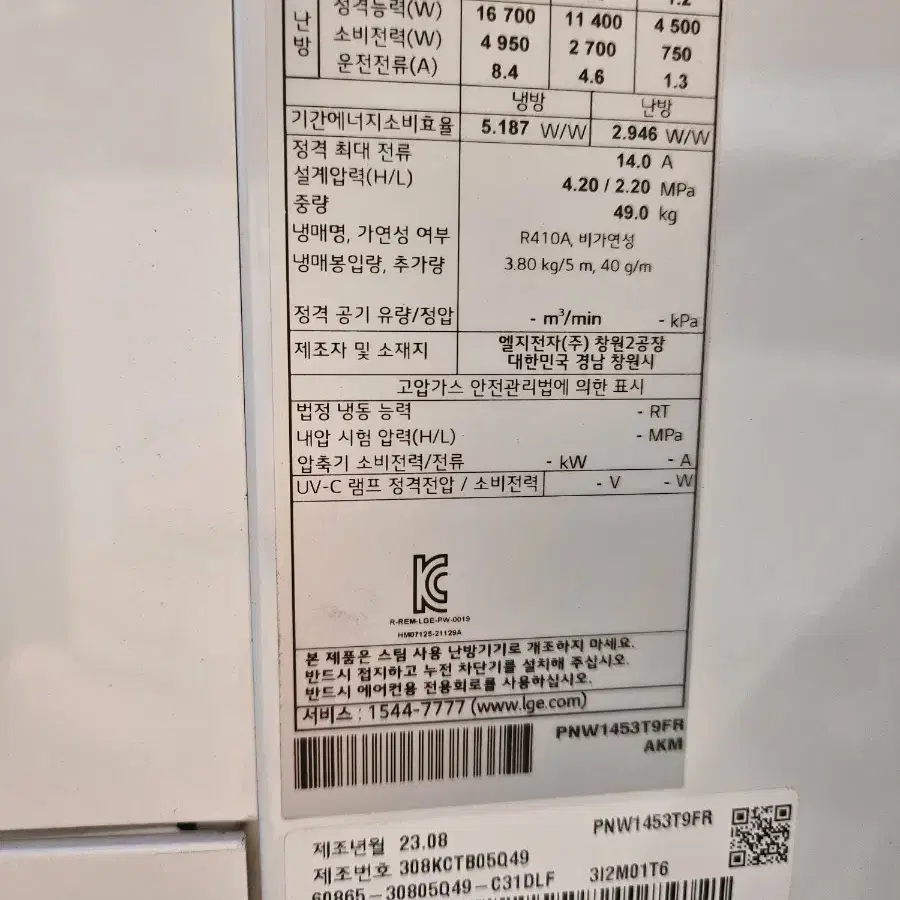 난방
정격능력(W) 16 700 11 400 4 500
소비전력(W) 4 950 2 700 750
운전전류(A) 8.4 4.6 1.3
냉방 난방
기간에너지소비효율 5.187 W/W 2.946 W/W
정격 최대 전류 14.0 A
설계압력(H/L) 4.20 / 2.20 MPa
중량 49.0 kg
냉매명, 가연성 여부 R410A, 비가연성
냉매봉입량, 추가량 3.80 kg/5 m, 40 g/m
정격 공기 유량/정압 - m³/min - kPa
제조자 및 소재지 엘지전자(주) 창원2공장
대한민국 경남 창원시
고압가스 안전관리법에 의한 표시
법정 냉동 능력 - RT
내압 시험 압력(H/L) - MPa
압축기 소비전력/전류 - kW - A
UV-C 램프 정격전압 / 소비전력 - V - W
R-REM-LGE-PW-0019
HM07125-21129A
본 제품은 스팀 사용 난방기기로 개조하지 마세요.
반드시 접지하고 누전 차단기를 설치해 주십시오.
반드시 에어컨용 전용회로를 사용하십시오.
서비스 : 1544-7777 (www.lge.com)
PNW1453T9FR
AKM
제조년월 23.08 PNW1453T9FR
제조번호 308KCTB05Q49
60865-30805Q49-C31DLF 3I2M01T6